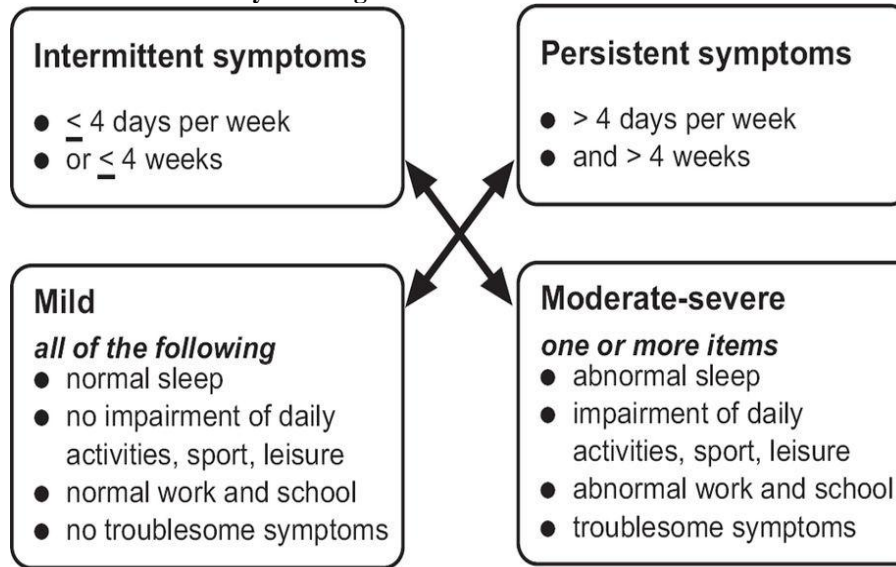 Intermittent symptoms
● ≤ 4 days per week
● or ≤ 4 weeks
Persistent symptoms
● > 4 days per week
● and > 4 weeks
Mild
all of the following
● normal sleep
● no impairment of daily
activities, sport, leisure
● normal work and school
● no troublesome symptoms
Moderate-severe
one or more items
● abnormal sleep
● impairment of daily
activities, sport, leisure
● abnormal work and school
● troublesome symptoms